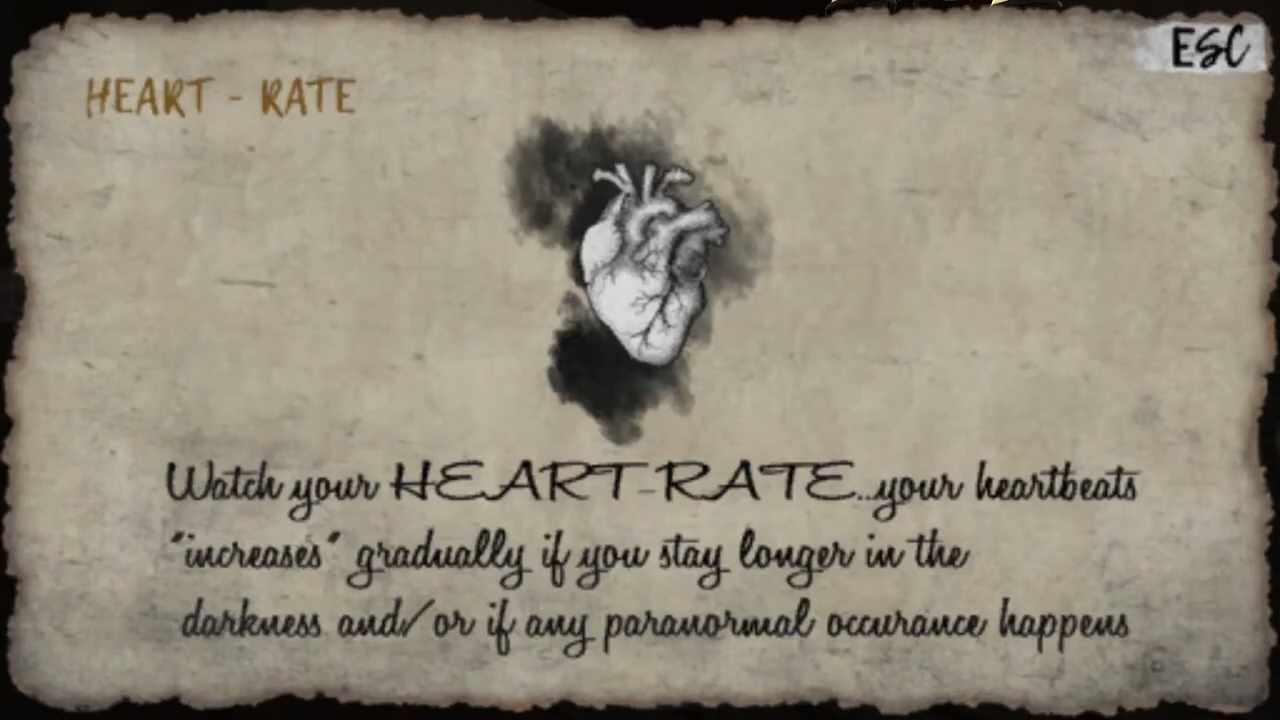 ESC
HEART - RATE
Watch your HEART-RATE...your heartbeats
"increases" gradually if you stay longer in the
darkness and/or if any paranormal occurance happens